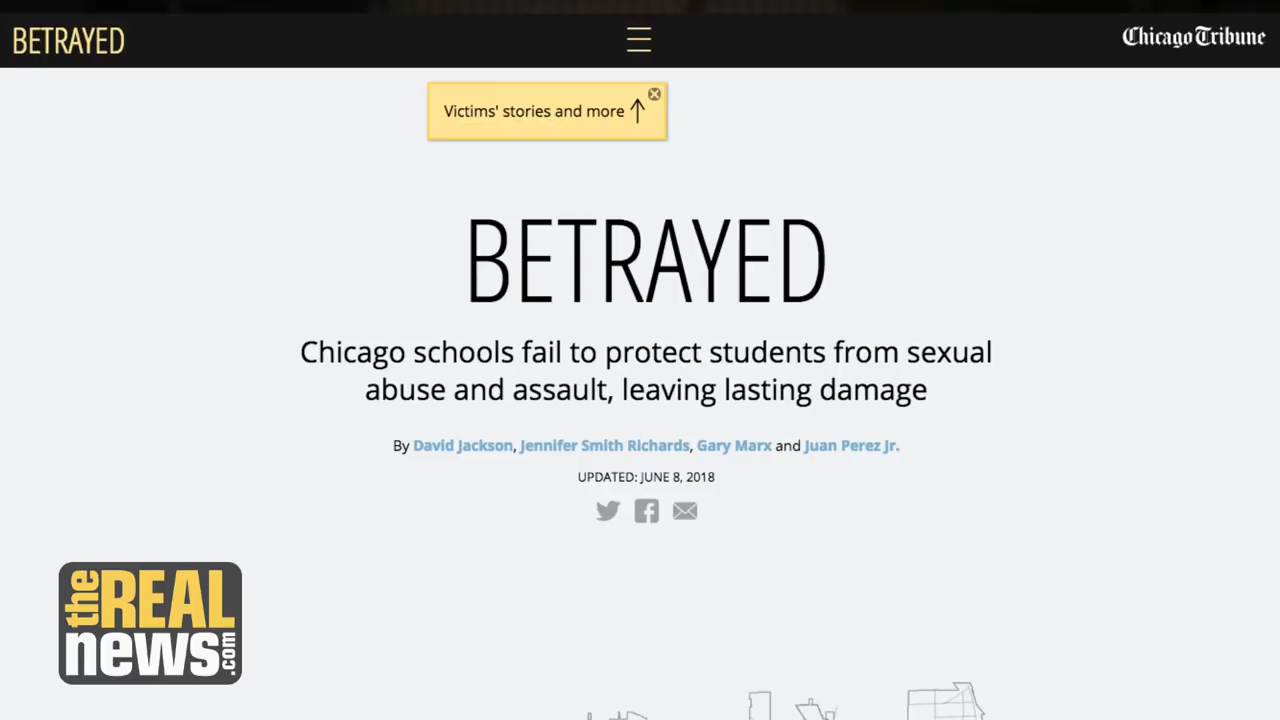 BETRAYED
Chicago Tribune
Victims' stories and more
BETRAYED
Chicago schools fail to protect students from sexual
abuse and assault, leaving lasting damage
By David Jackson, Jennifer Smith Richards, Gary Marx and Juan Perez Jr.
UPDATED: JUNE 8, 2018
the REAL
news.com